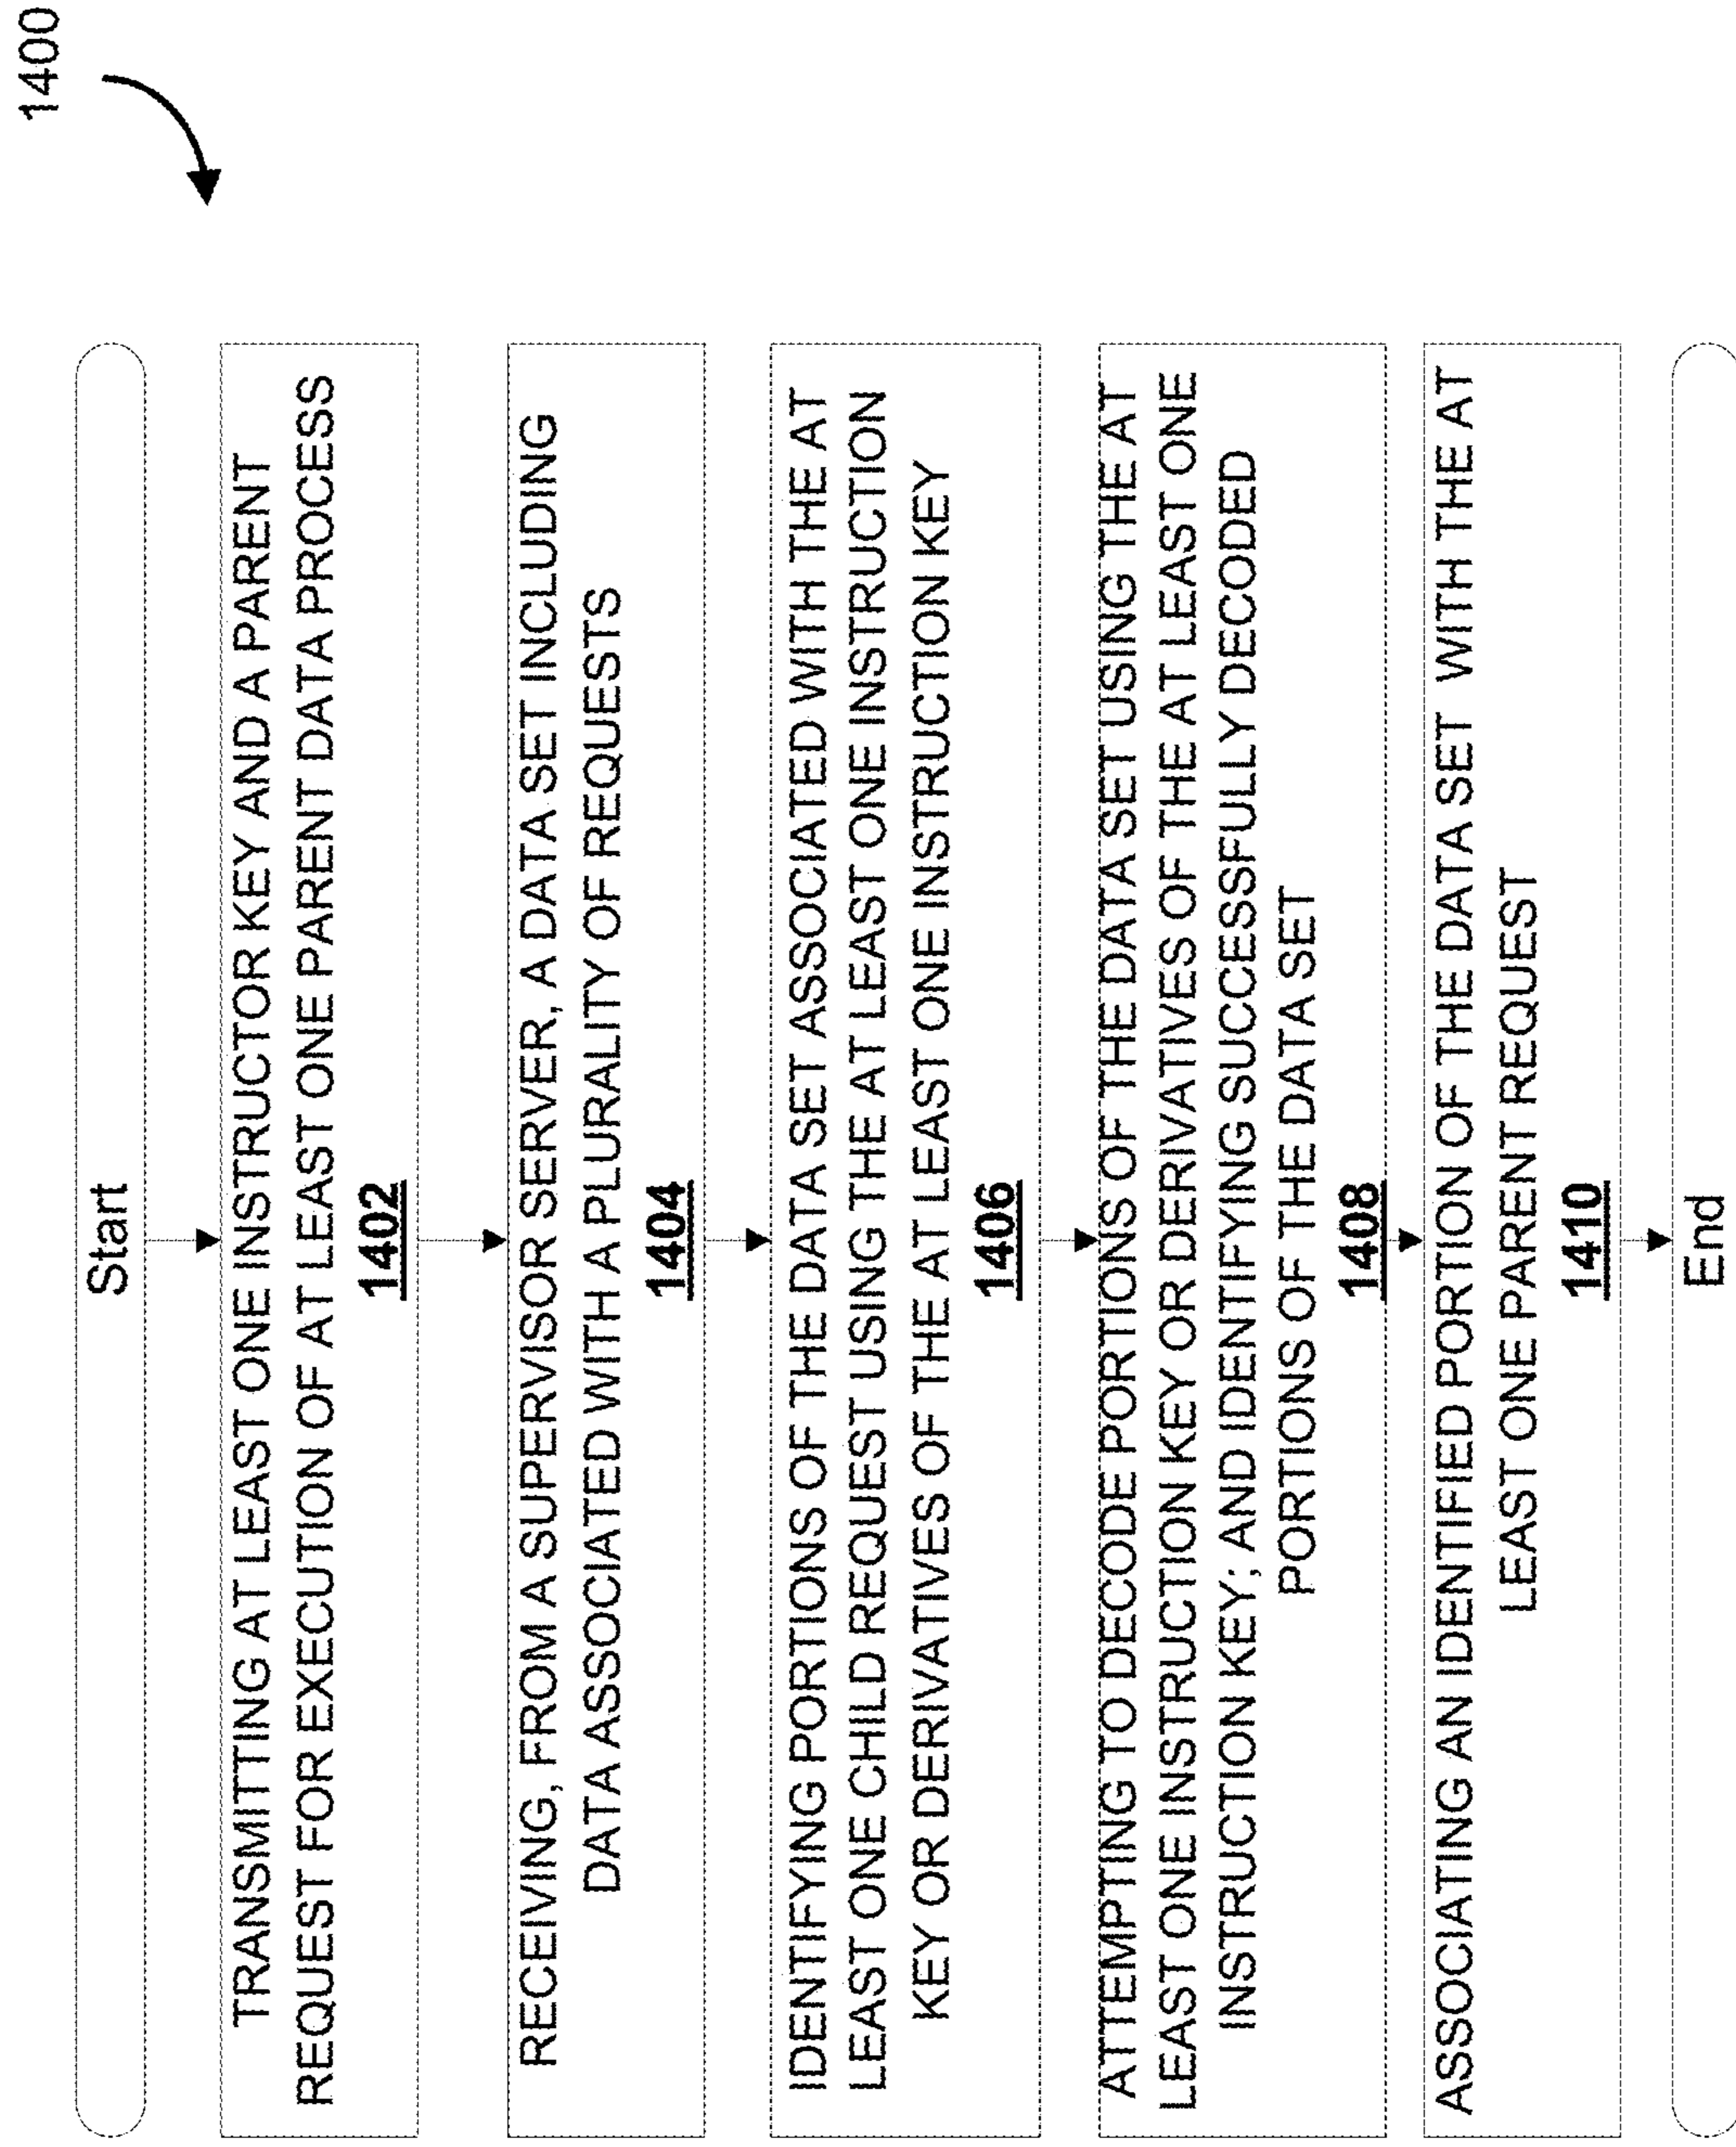 1400
Start
TRANSMITTING AT LEAST ONE INSTRUCTOR KEY AND A PARENT
REQUEST FOR EXECUTION OF AT LEAST ONE PARENT DATA PROCESS
1402
RECEIVING, FROM A SUPERVISOR SERVER, A DATA SET INCLUDING
DATA ASSOCIATED WITH A PLURALITY OF REQUESTS
1404
IDENTIFYING PORTIONS OF THE DATA SET ASSOCIATED WITH THE AT
LEAST ONE CHILD REQUEST USING THE AT LEAST ONE INSTRUCTION
KEY OR DERIVATIVES OF THE AT LEAST ONE INSTRUCTION KEY
1406
ATTEMPTING TO DECODE PORTIONS OF THE DATA SET USING THE AT
LEAST ONE INSTRUCTION KEY OR DERIVATIVES OF THE AT LEAST ONE
INSTRUCTION KEY; AND IDENTIFYING SUCCESSFULLY DECODED
PORTIONS OF THE DATA SET
1408
ASSOCIATING AN IDENTIFIED PORTION OF THE DATA SET WITH THE AT
LEAST ONE PARENT REQUEST
1410
End